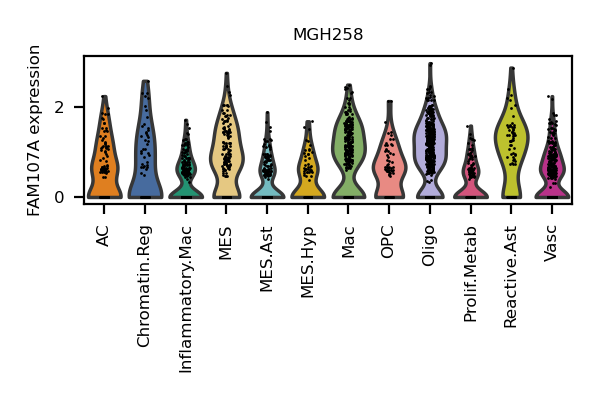 MGH258
FAM107A expression
2
0
AC
Chromatin.Reg
Inflammatory.Mac
MES
MES.Ast
MES.Hyp
Mac
OPC
Oligo
Prolif.Metab
Reactive.Ast
Vasc